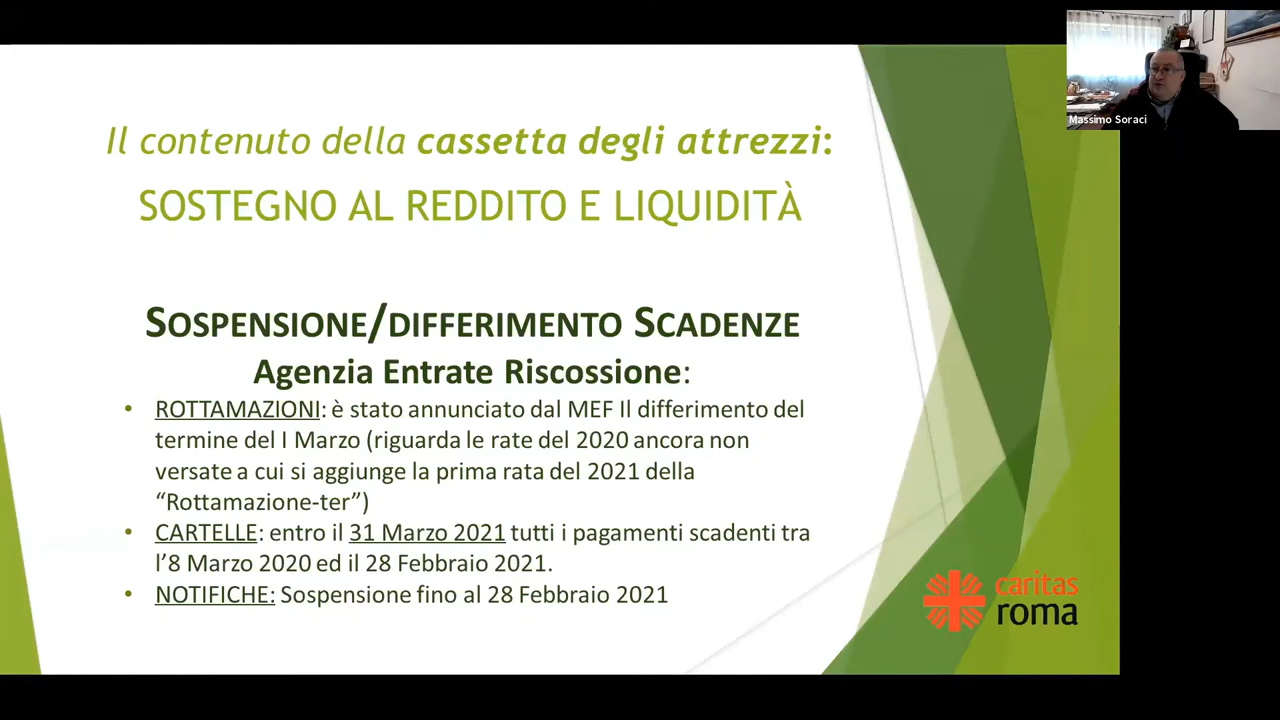 Massimo Soraci
Il contenuto della cassetta degli attrezzi:
SOSTEGNO AL REDDITO E LIQUIDITÀ
SOSPENSIONE/DIFFERIMENTO SCADENZE
Agenzia Entrate Riscossione:
• ROTTAMAZIONI: è stato annunciato dal MEF Il differimento del
termine del I Marzo (riguarda le rate del 2020 ancora non
versate a cui si aggiunge la prima rata del 2021 della
“Rottamazione-ter”)
• CARTELLE: entro il 31 Marzo 2021 tutti i pagamenti scadenti tra
l’8 Marzo 2020 ed il 28 Febbraio 2021.
• NOTIFICHE: Sospensione fino al 28 Febbraio 2021
caritas
roma